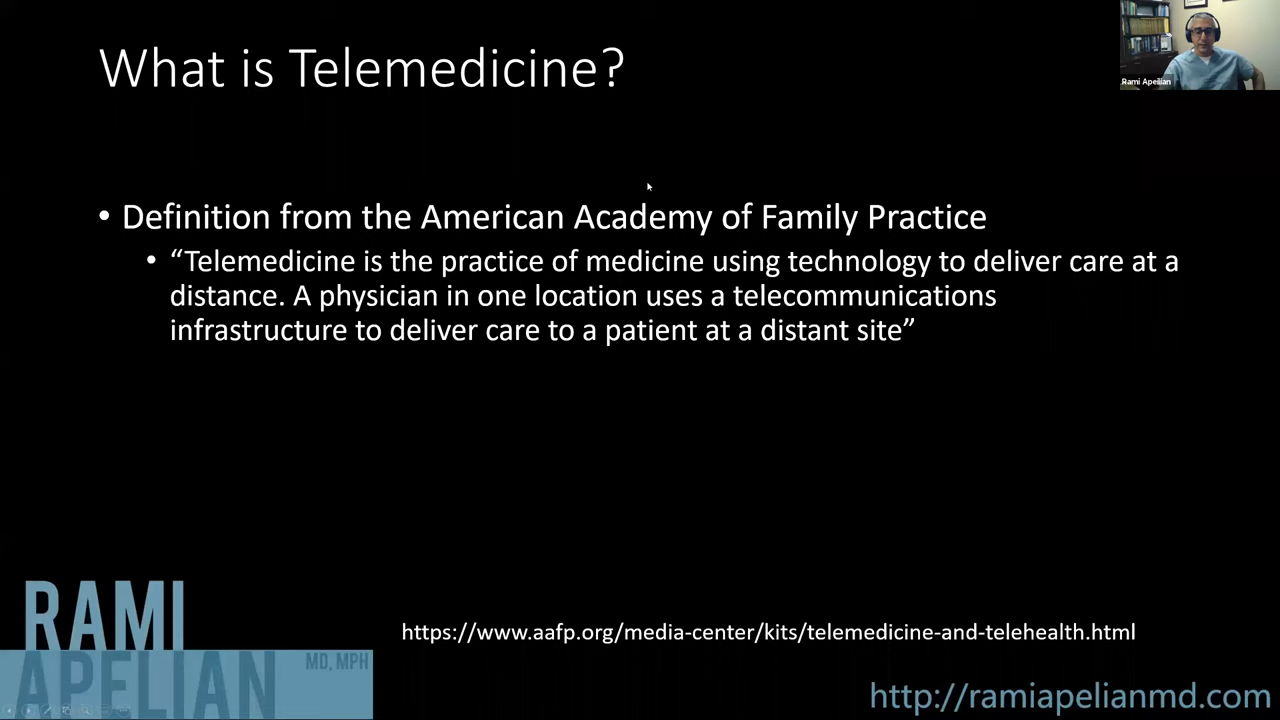 What is Telemedicine?
Rami Apelian
• Definition from the American Academy of Family Practice
• “Telemedicine is the practice of medicine using technology to deliver care at a
distance. A physician in one location uses a telecommunications
infrastructure to deliver care to a patient at a distant site”
https://www.aafp.org/media-center/kits/telemedicine-and-telehealth.html
RAMI
APELIAN
MD, MPH
http://ramiapelianmd.com